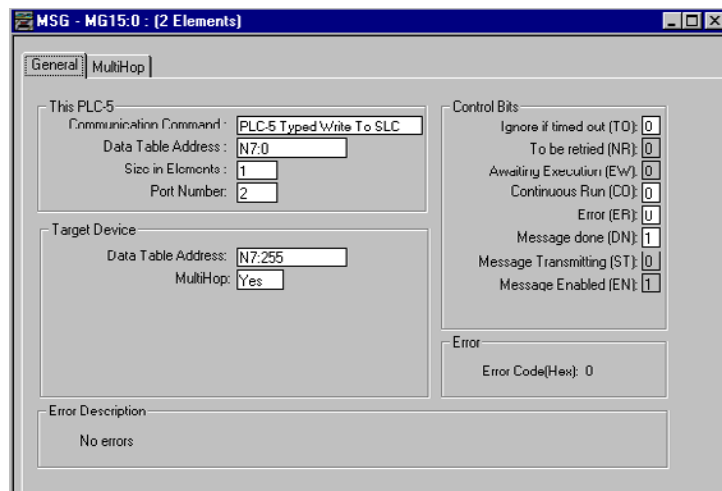 MSG - MG15:0 : (2 Elements)
General MultiHop
This PLC-5
Communication Command : PLC-5 Typed Write To SLC
Data Table Address : N7:0
Size in Elements : 1
Port Number: 2
Target Device
Data Table Address: N7:255
MultiHop: Yes
Control Bits
Ignore if timed out (TO): 0
To be retried (NR): 0
Awaiting Execution (EW): 0
Continuous Run (CO): 0
Error (ER): 0
Message done (DN): 1
Message Transmitting (ST): 0
Message Enabled (EN): 1
Error
Error Code(Hex): 0
Error Description
No errors